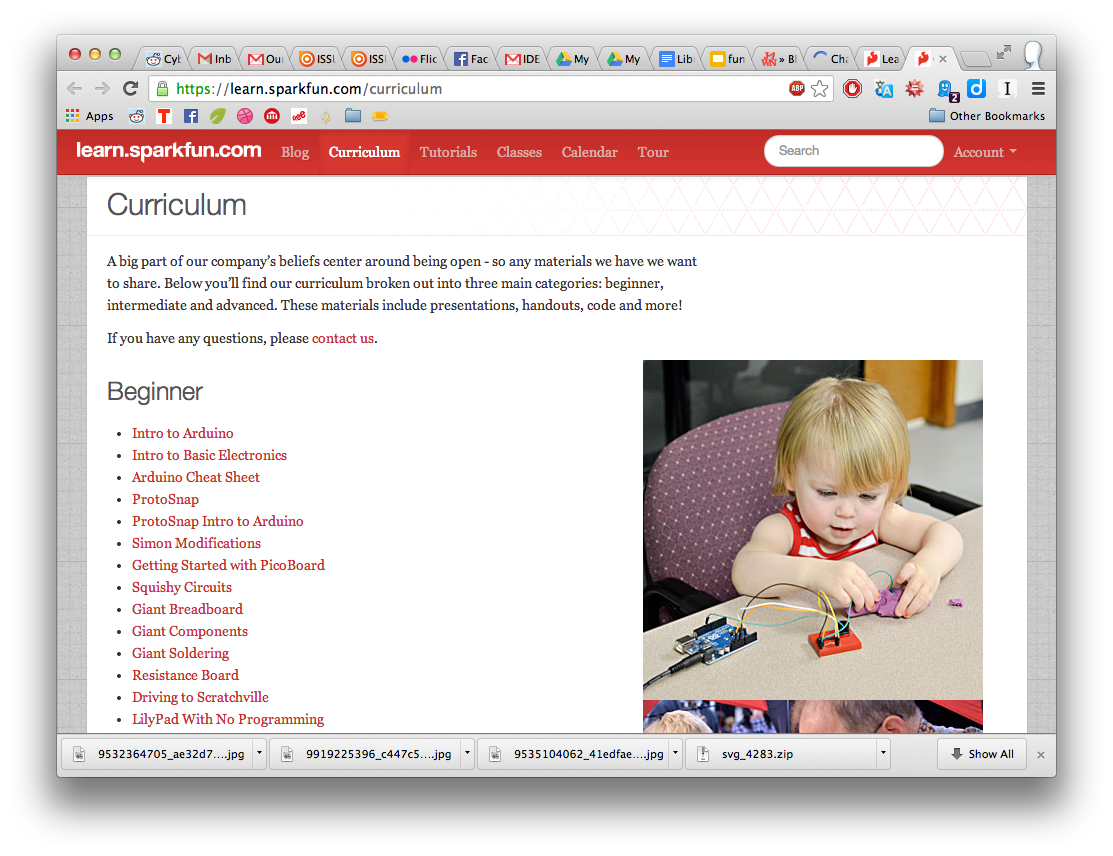 Cyl
Inb
Ou
ISS
ISS
Flic
Fac
IDE
My
My
Lib
fun
» Bl
Cha
Lea
https://learn.sparkfun.com/curriculum
ABP
2
Apps
Other Bookmarks
learn.sparkfun.com Blog Curriculum Tutorials Classes Calendar Tour Search Account
Curriculum
A big part of our company's beliefs center around being open - so any materials we have we want
to share. Below you'll find our curriculum broken out into three main categories: beginner,
intermediate and advanced. These materials include presentations, handouts, code and more!
If you have any questions, please contact us.
Beginner
Intro to Arduino
Intro to Basic Electronics
Arduino Cheat Sheet
ProtoSnap
ProtoSnap Intro to Arduino
Simon Modifications
Getting Started with PicoBoard
Squishy Circuits
Giant Breadboard
Giant Components
Giant Soldering
Resistance Board
Driving to Scratchville
LilyPad With No Programming
9532364705_ae32d7....jpg
9919225396_c447c5....jpg
9535104062_41edfae....jpg
svg_4283.zip
Show All